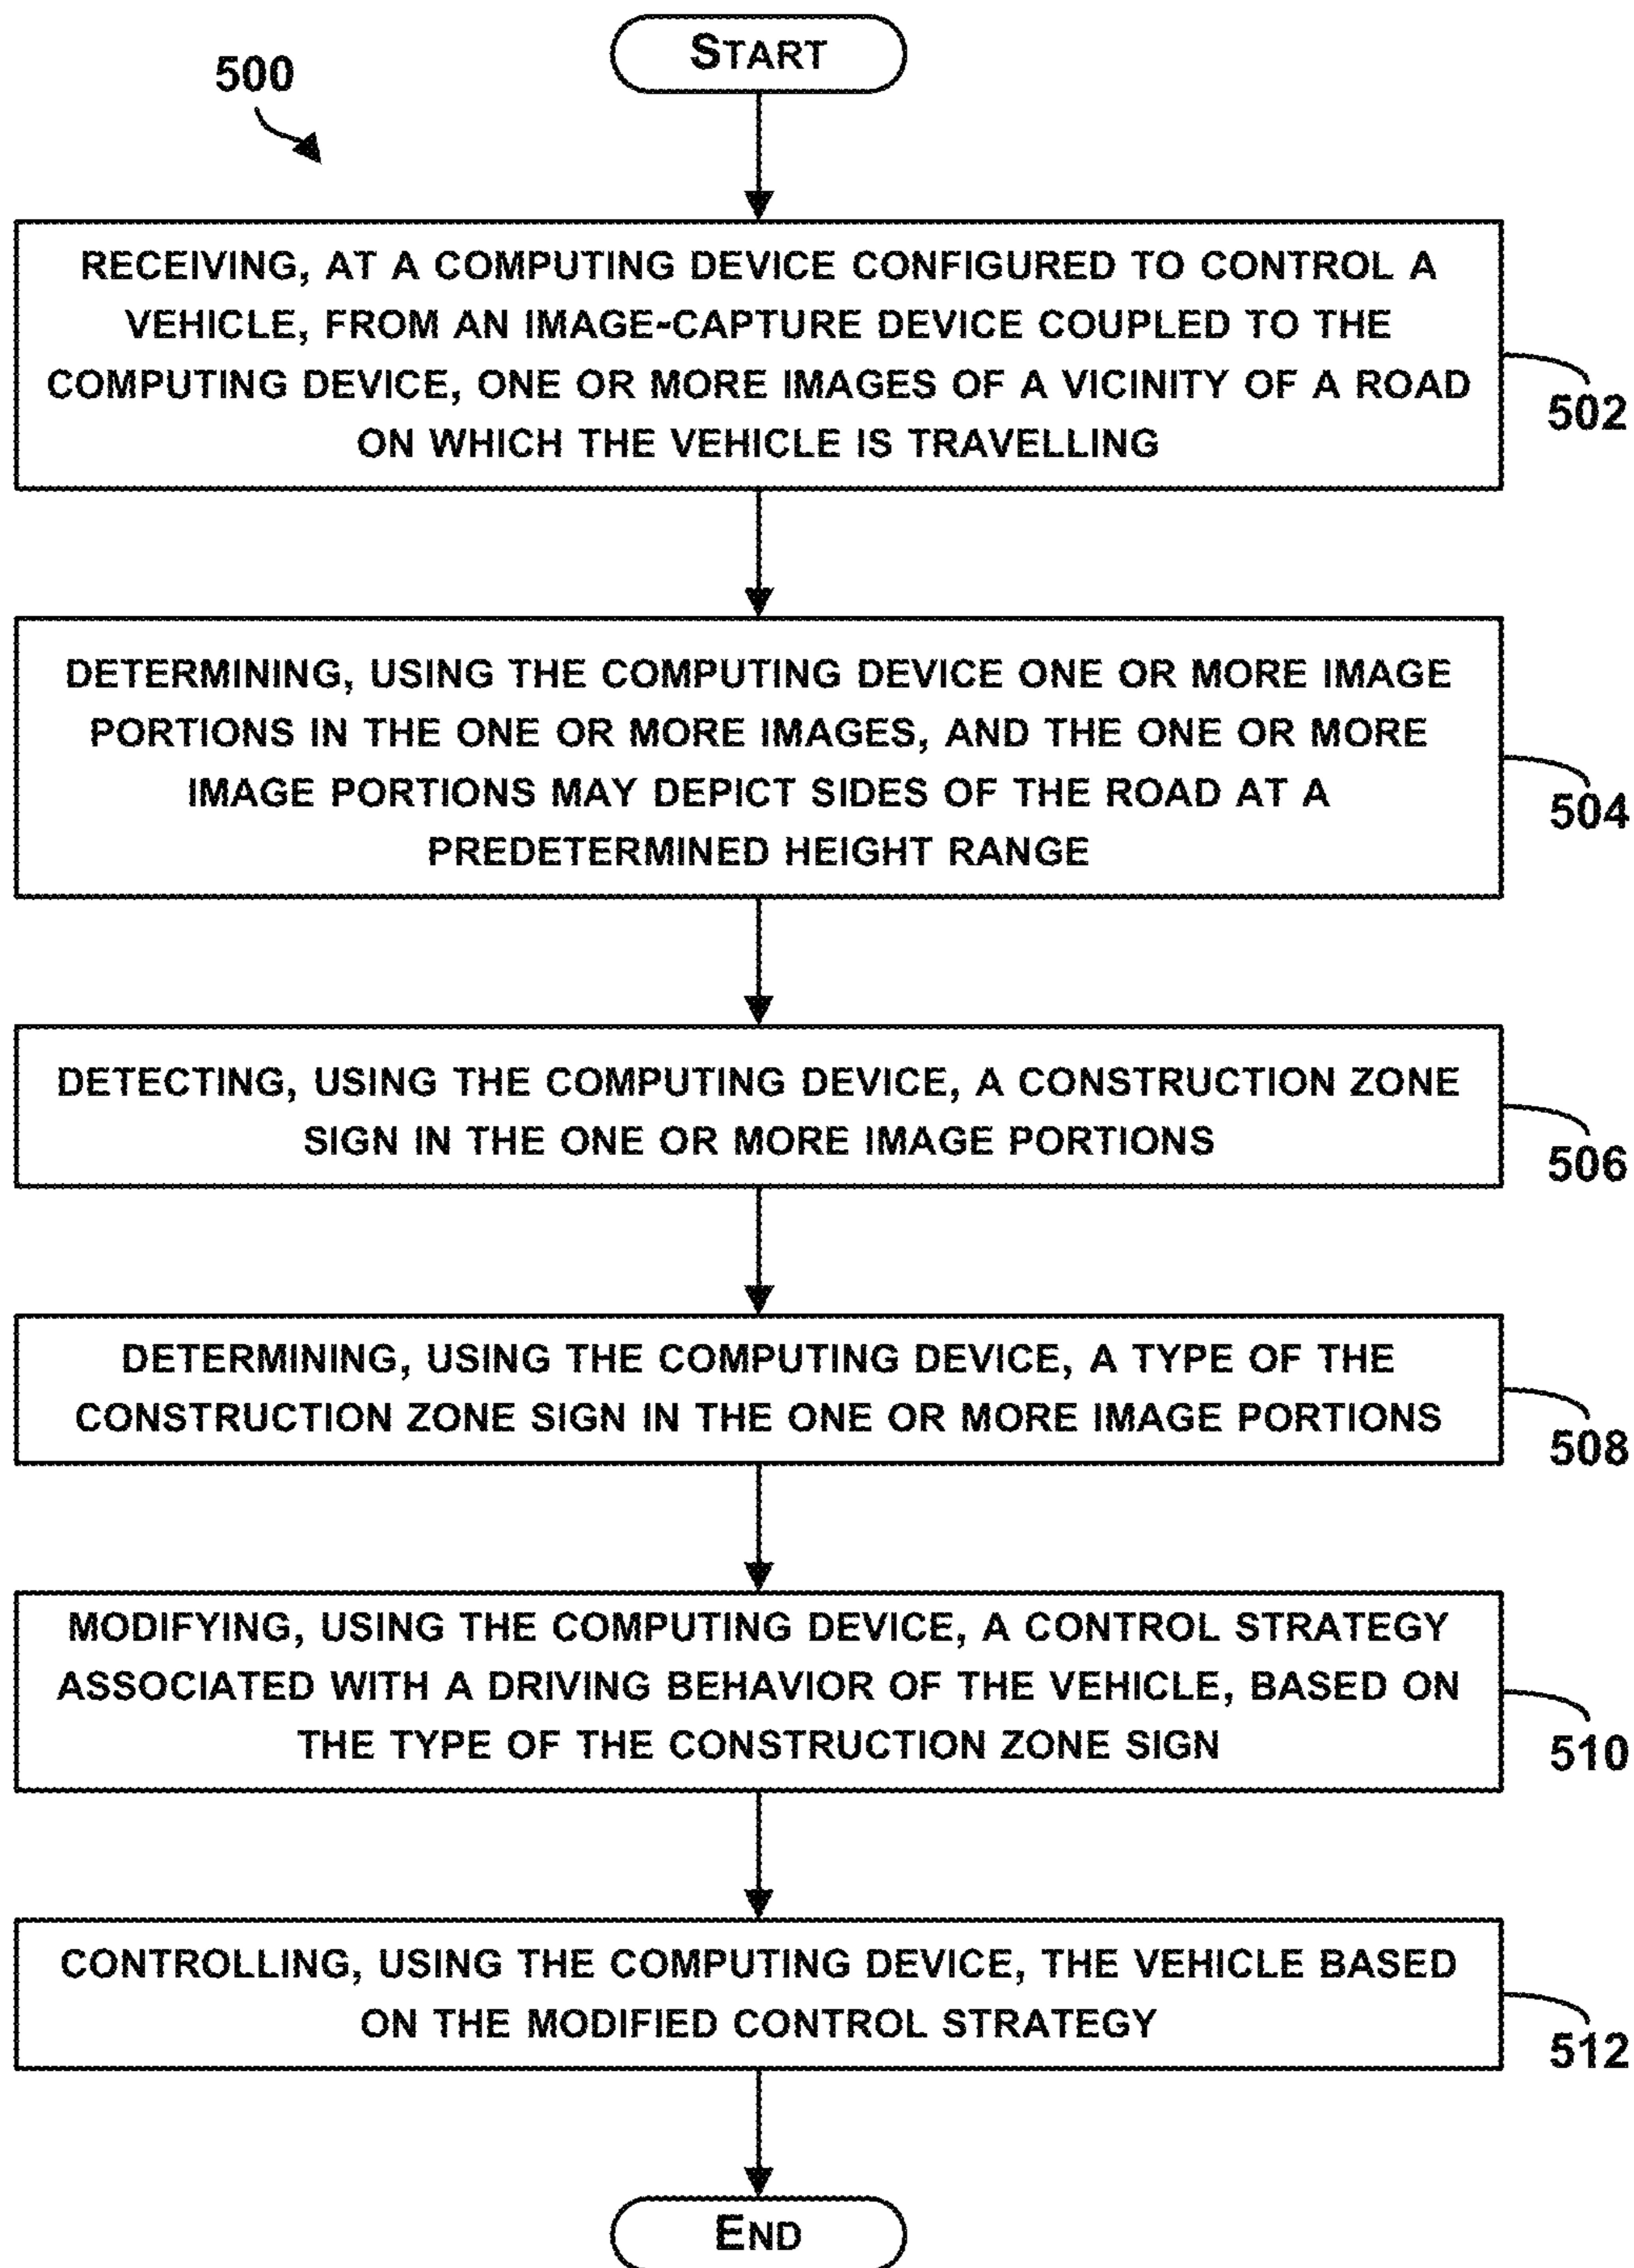 START
500
RECEIVING, AT A COMPUTING DEVICE CONFIGURED TO CONTROL A
VEHICLE, FROM AN IMAGE-CAPTURE DEVICE COUPLED TO THE
COMPUTING DEVICE, ONE OR MORE IMAGES OF A VICINITY OF A ROAD
ON WHICH THE VEHICLE IS TRAVELLING
502
DETERMINING, USING THE COMPUTING DEVICE ONE OR MORE IMAGE
PORTIONS IN THE ONE OR MORE IMAGES, AND THE ONE OR MORE
IMAGE PORTIONS MAY DEPICT SIDES OF THE ROAD AT A
PREDETERMINED HEIGHT RANGE
504
DETECTING, USING THE COMPUTING DEVICE, A CONSTRUCTION ZONE
SIGN IN THE ONE OR MORE IMAGE PORTIONS
506
DETERMINING, USING THE COMPUTING DEVICE, A TYPE OF THE
CONSTRUCTION ZONE SIGN IN THE ONE OR MORE IMAGE PORTIONS
508
MODIFYING, USING THE COMPUTING DEVICE, A CONTROL STRATEGY
ASSOCIATED WITH A DRIVING BEHAVIOR OF THE VEHICLE, BASED ON
THE TYPE OF THE CONSTRUCTION ZONE SIGN
510
CONTROLLING, USING THE COMPUTING DEVICE, THE VEHICLE BASED
ON THE MODIFIED CONTROL STRATEGY
512
END